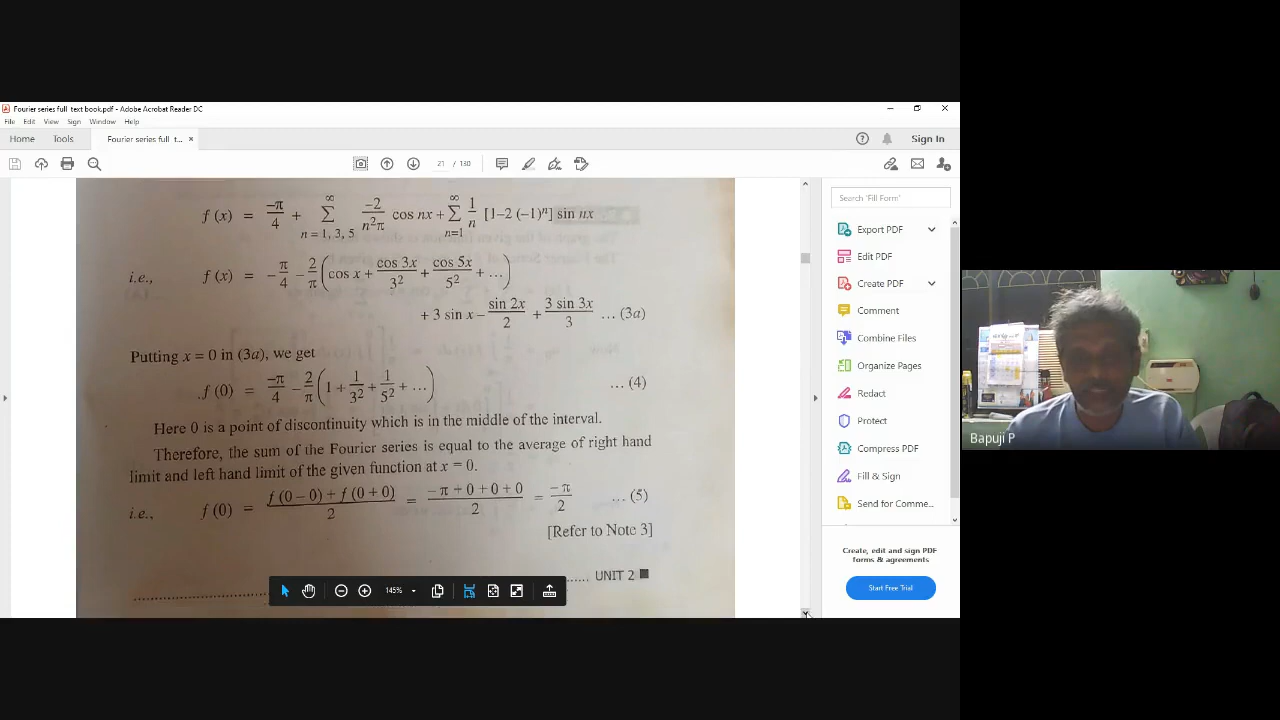 Fourier series full text book.pdf - Adobe Acrobat Reader DC
File Edit View Sign Window Help
Home Tools Fourier series full t... × Sign In
21 / 130
f (x) = -π/4 + ∞ Σ n = 1, 3, 5 -2/n²π cos nx + ∞ Σ n=1 1/n [1–2 (–1)ⁿ] sin nx
i.e., f (x) = - π/4 - 2/π (cos x + cos 3x/3² + cos 5x/5² + ...)
+ 3 sin x – sin 2x/2 + 3 sin 3x/3 ... (3a)
Putting x = 0 in (3a), we get
f (0) = -π/4 - 2/π (1 + 1/3² + 1/5² + ...) ... (4)
Here 0 is a point of discontinuity which is in the middle of the interval.
Therefore, the sum of the Fourier series is equal to the average of right hand
limit and left hand limit of the given function at x = 0.
i.e., f (0) = f (0 – 0) + f (0 + 0)/2 = – π + 0 + 0 + 0/2 = -π/2 ... (5)
[Refer to Note 3]
...... UNIT 2 ■
145%
Search 'Fill Form'
Export PDF
Edit PDF
Create PDF
Comment
Combine Files
Organize Pages
Redact
Protect
Compress PDF
Fill & Sign
Send for Comme...
Create, edit and sign PDF
forms & agreements
Start Free Trial
Bapuji P